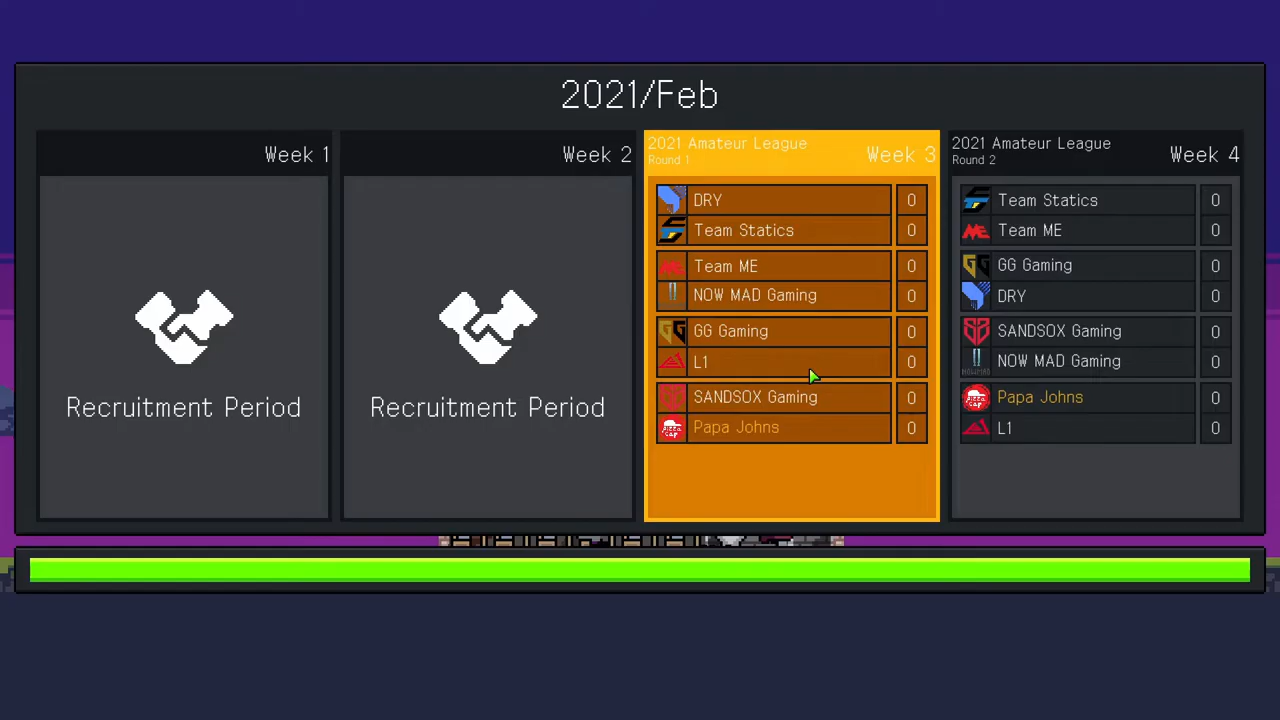 2021/Feb
Week 1
Recruitment Period
Week 2
Recruitment Period
2021 Amateur League
Round 1
Week 3
DRY 0
Team Statics 0
Team ME 0
NOW MAD Gaming 0
GG Gaming 0
L1 0
SANDSOX Gaming 0
Papa Johns 0
2021 Amateur League
Round 2
Week 4
Team Statics 0
Team ME 0
GG Gaming 0
DRY 0
SANDSOX Gaming 0
NOW MAD Gaming 0
Papa Johns 0
L1 0